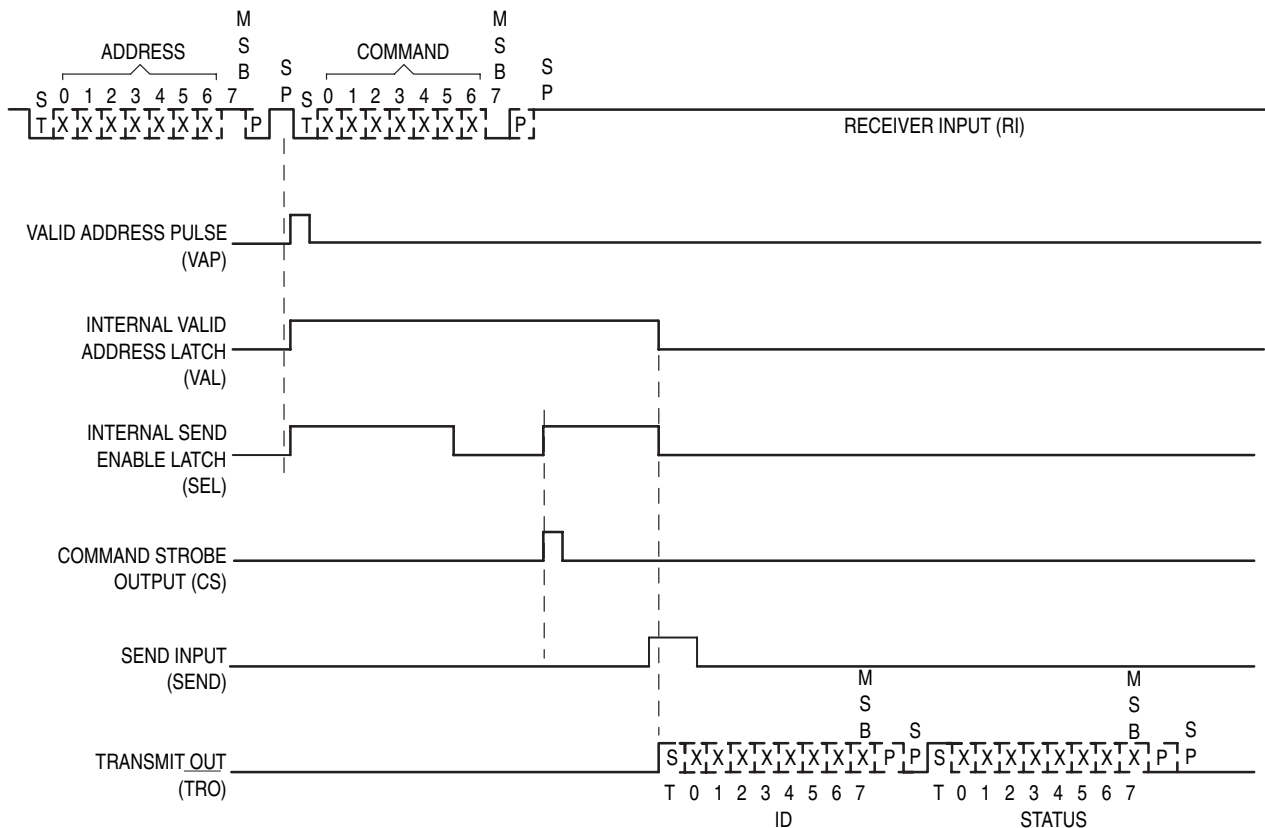 M
S
B
ADDRESS
S
P
COMMAND
M
S
B
S
P
S
T
0 1 2 3 4 5 6 7
X X X X X X X
P
S
T
0 1 2 3 4 5 6 7
X X X X X X X
P
RECEIVER INPUT (RI)
VALID ADDRESS PULSE
(VAP)
INTERNAL VALID
ADDRESS LATCH
(VAL)
INTERNAL SEND
ENABLE LATCH
(SEL)
COMMAND STROBE
OUTPUT (CS)
SEND INPUT
(SEND)
M
S
B
S
P
M
S
B
S
P
TRANSMIT OUT
(TRO)
S X X X X X X X X P
S X X X X X X X X P
T 0 1 2 3 4 5 6 7
T 0 1 2 3 4 5 6 7
ID
STATUS